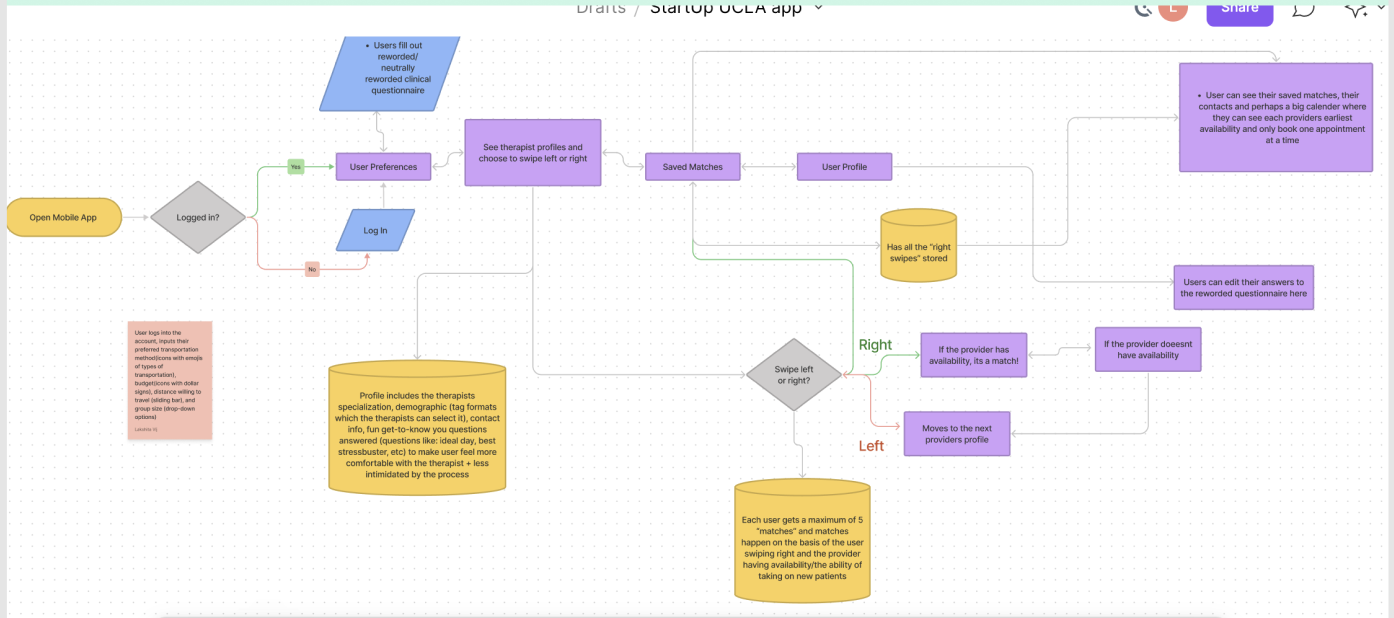 Drafts / StartUp UCLA app
L
Share
• Users fill out
reworded/
neutrally
reworded clinical
questionnaire
• User can see their saved matches, their
contacts and perhaps a big calender where
they can see each providers earliest
availability and only book one appointment
at a time
See therapist profiles and
choose to swipe left or right
Yes
User Preferences
Saved Matches
User Profile
Open Mobile App
Logged in?
Log In
No
Has all the "right
swipes" stored
Users can edit their answers to
the reworded questionnaire here
User logs into the
account, inputs their
preferred transportation
method(icons with emojis
of types of
transportation),
budget(icons with dollar
signs), distance willing to
travel (sliding bar), and
group size (drop-down
options)
Right
If the provider has
availability, its a match!
If the provider doeesnt
have availability
Swipe left
or right?
Profile includes the therapists
specialization, demographic (tag formats
which the therapists can select it), contact
info, fun get-to-know you questions
answered (questions like: ideal day, best
stressbuster, etc) to make user feel more
comfortable with the therapist + less
intimidated by the process
Left
Moves to the next
providers profile
Each user gets a maximum of 5
"matches" and matches
happen on the basis of the user
swiping right and the provider
having availability/the ability of
taking on new patients